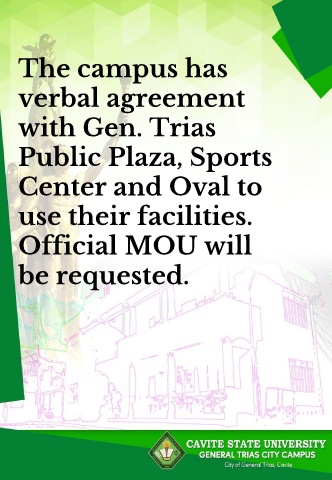 The campus has
verbal agreement
with Gen. Trias
Public Plaza, Sports
Center and Oval to
use their facilities.
Official MOU will
be requested.
CAVITE STATE UNIVERSITY
GENERAL TRIAS CITY CAMPUS
City of General Trias, Cavite